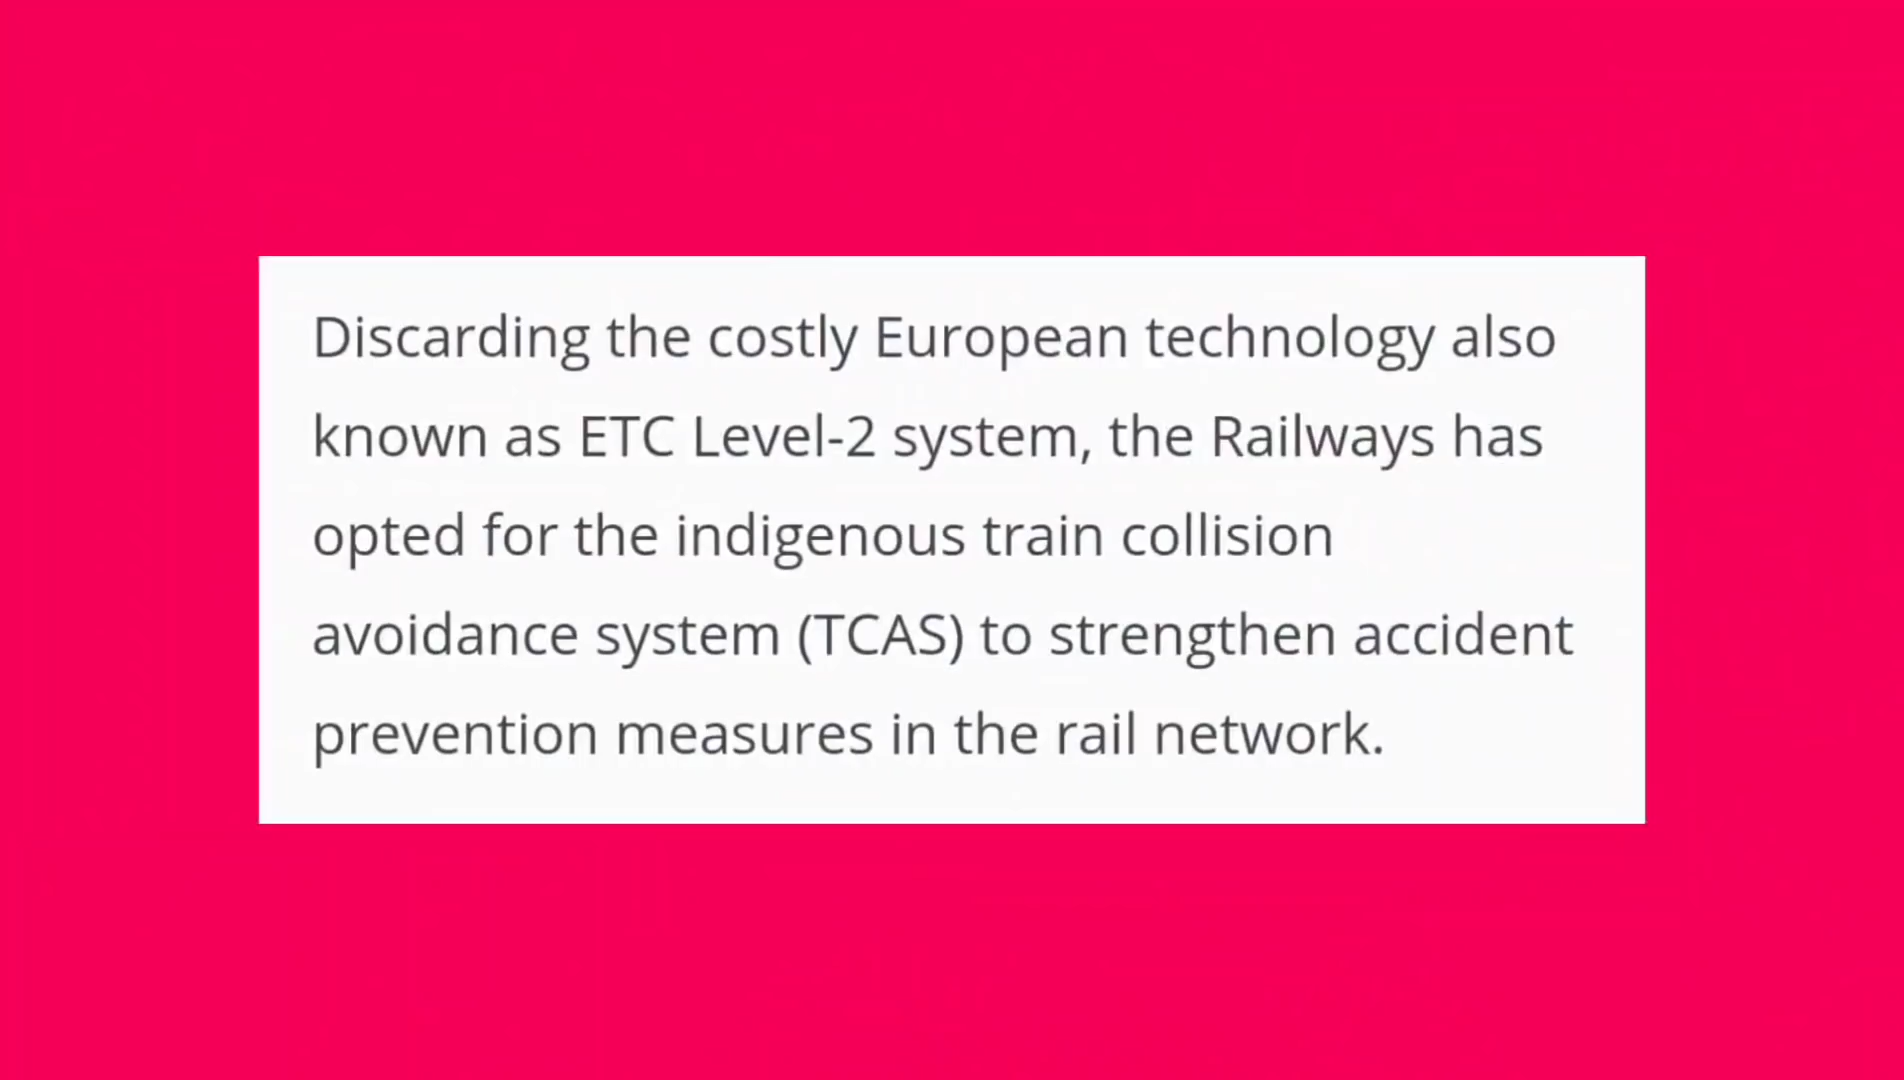 Discarding the costly European technology also
known as ETC Level-2 system, the Railways has
opted for the indigenous train collision
avoidance system (TCAS) to strengthen accident
prevention measures in the rail network.